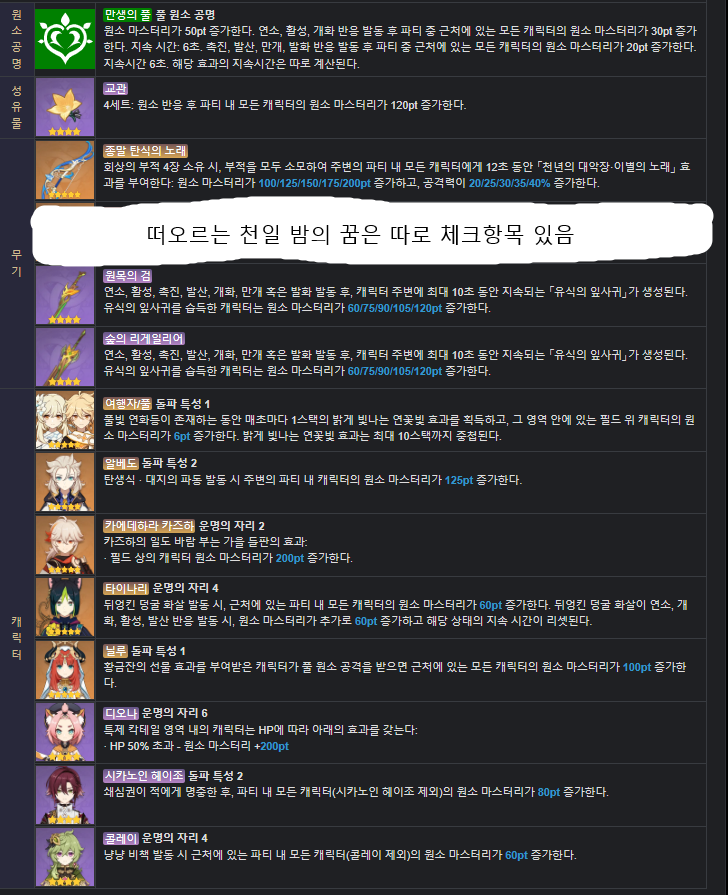 원소공명
만생의 풀 풀 원소 공명
원소 마스터리가 50pt 증가한다. 연소, 활성, 개화 반응 발동 후 파티 중 근처에 있는 모든 캐릭터의 원소 마스터리가 30pt 증가
한다. 지속 시간: 6초. 촉진, 발산, 만개, 발화 반응 발동 후 파티 중 근처에 있는 모든 캐릭터의 원소 마스터리가 20pt 증가한다.
지속시간 6초. 해당 효과의 지속시간은 따로 계산된다.
성유물
교관
4세트: 원소 반응 후 파티 내 모든 캐릭터의 원소 마스터리가 120pt 증가한다.
무기
종말 탄식의 노래
회상의 부적 4장 소유 시, 부적을 모두 소모하여 주변의 파티 내 모든 캐릭터에게 12초 동안 「천년의 대악장·이별의 노래」 효
과를 부여한다: 원소 마스터리가 100/125/150/175/200pt 증가하고, 공격력이 20/25/30/35/40% 증가한다.
떠오르는 천일 밤의 꿈은 따로 체크항목 있음
원목의 검
연소, 활성, 촉진, 발산, 개화, 만개 혹은 발화 발동 후, 캐릭터 주변에 최대 10초 동안 지속되는 「유식의 잎사귀」가 생성된다.
유식의 잎사귀를 습득한 캐릭터는 원소 마스터리가 60/75/90/105/120pt 증가한다.
숲의 리게일리어
연소, 활성, 촉진, 발산, 개화, 만개 혹은 발화 발동 후, 캐릭터 주변에 최대 10초 동안 지속되는 「유식의 잎사귀」가 생성된다.
유식의 잎사귀를 습득한 캐릭터는 원소 마스터리가 60/75/90/105/120pt 증가한다.
캐릭터
여행자/풀 돌파 특성 1
풀빛 연화등이 존재하는 동안 매초마다 1스택의 밝게 빛나는 연꽃빛 효과를 획득하고, 그 영역 안에 있는 필드 위 캐릭터의 원
소 마스터리가 6pt 증가한다. 밝게 빛나는 연꽃빛 효과는 최대 10스택까지 중첩된다.
알베도 돌파 특성 2
탄생식 · 대지의 파동 발동 시 주변의 파티 내 캐릭터의 원소 마스터리가 125pt 증가한다.
카에데하라 카즈하 운명의 자리 2
카즈하의 일도 바람 부는 가을 들판의 효과:
· 필드 상의 캐릭터 원소 마스터리가 200pt 증가한다.
타이나리 운명의 자리 4
뒤엉킨 덩굴 화살 발동 시, 근처에 있는 파티 내 모든 캐릭터의 원소 마스터리가 60pt 증가한다. 뒤엉킨 덩굴 화살이 연소, 개
화, 활성, 발산 반응 발동 시, 원소 마스터리가 추가로 60pt 증가하고 해당 상태의 지속 시간이 리셋된다.
닐루 돌파 특성 1
황금잔의 선물 효과를 부여받은 캐릭터가 풀 원소 공격을 받으면 근처에 있는 모든 캐릭터의 원소 마스터리가 100pt 증가한
다.
디오나 운명의 자리 6
특제 칵테일 영역 내의 캐릭터는 HP에 따라 아래의 효과를 갖는다:
· HP 50% 초과 - 원소 마스터리 +200pt
시카노인 헤이조 돌파 특성 2
쇄심권이 적에게 명중한 후, 파티 내 모든 캐릭터(시카노인 헤이조 제외)의 원소 마스터리가 80pt 증가한다.
콜레이 운명의 자리 4
냥냥 비책 발동 시 근처에 있는 파티 내 모든 캐릭터(콜레이 제외)의 원소 마스터리가 60pt 증가한다.